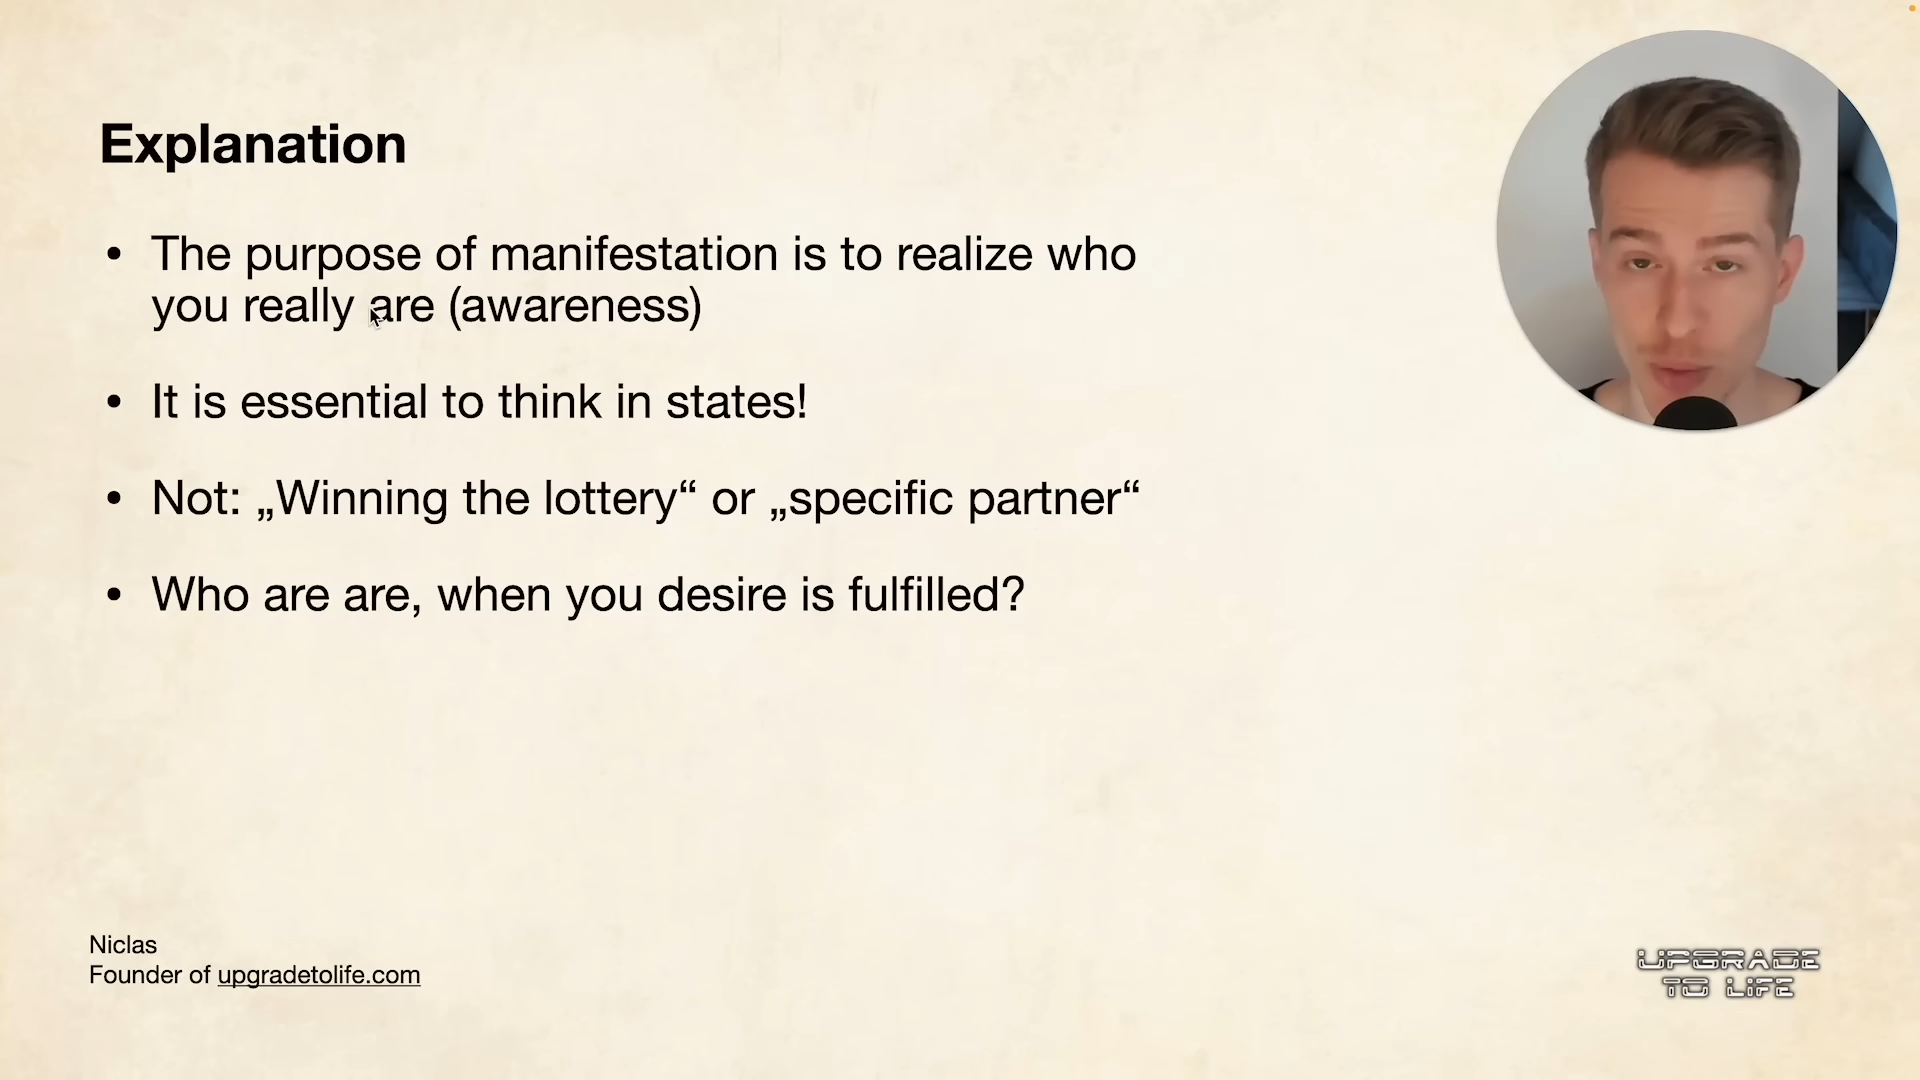 Explanation
• The purpose of manifestation is to realize who
you really are (awareness)
• It is essential to think in states!
• Not: „Winning the lottery“ or „specific partner“
• Who are are, when you desire is fulfilled?
Niclas
Founder of upgradetolife.com
UPGRADE
TO LIFE